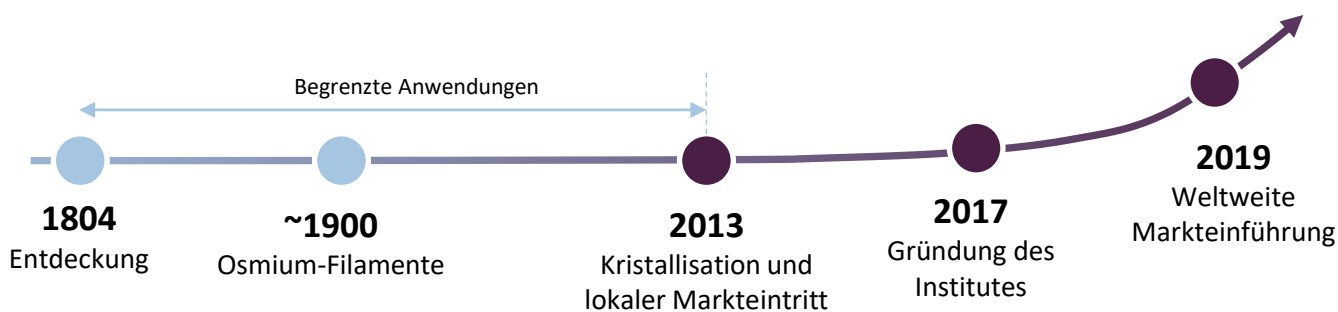 Begrenzte Anwendungen
1804
Entdeckung
~1900
Osmium-Filamente
2013
Kristallisation und
lokaler Markteintritt
2017
Gründung des
Institutes
2019
Weltweite
Markteinführung